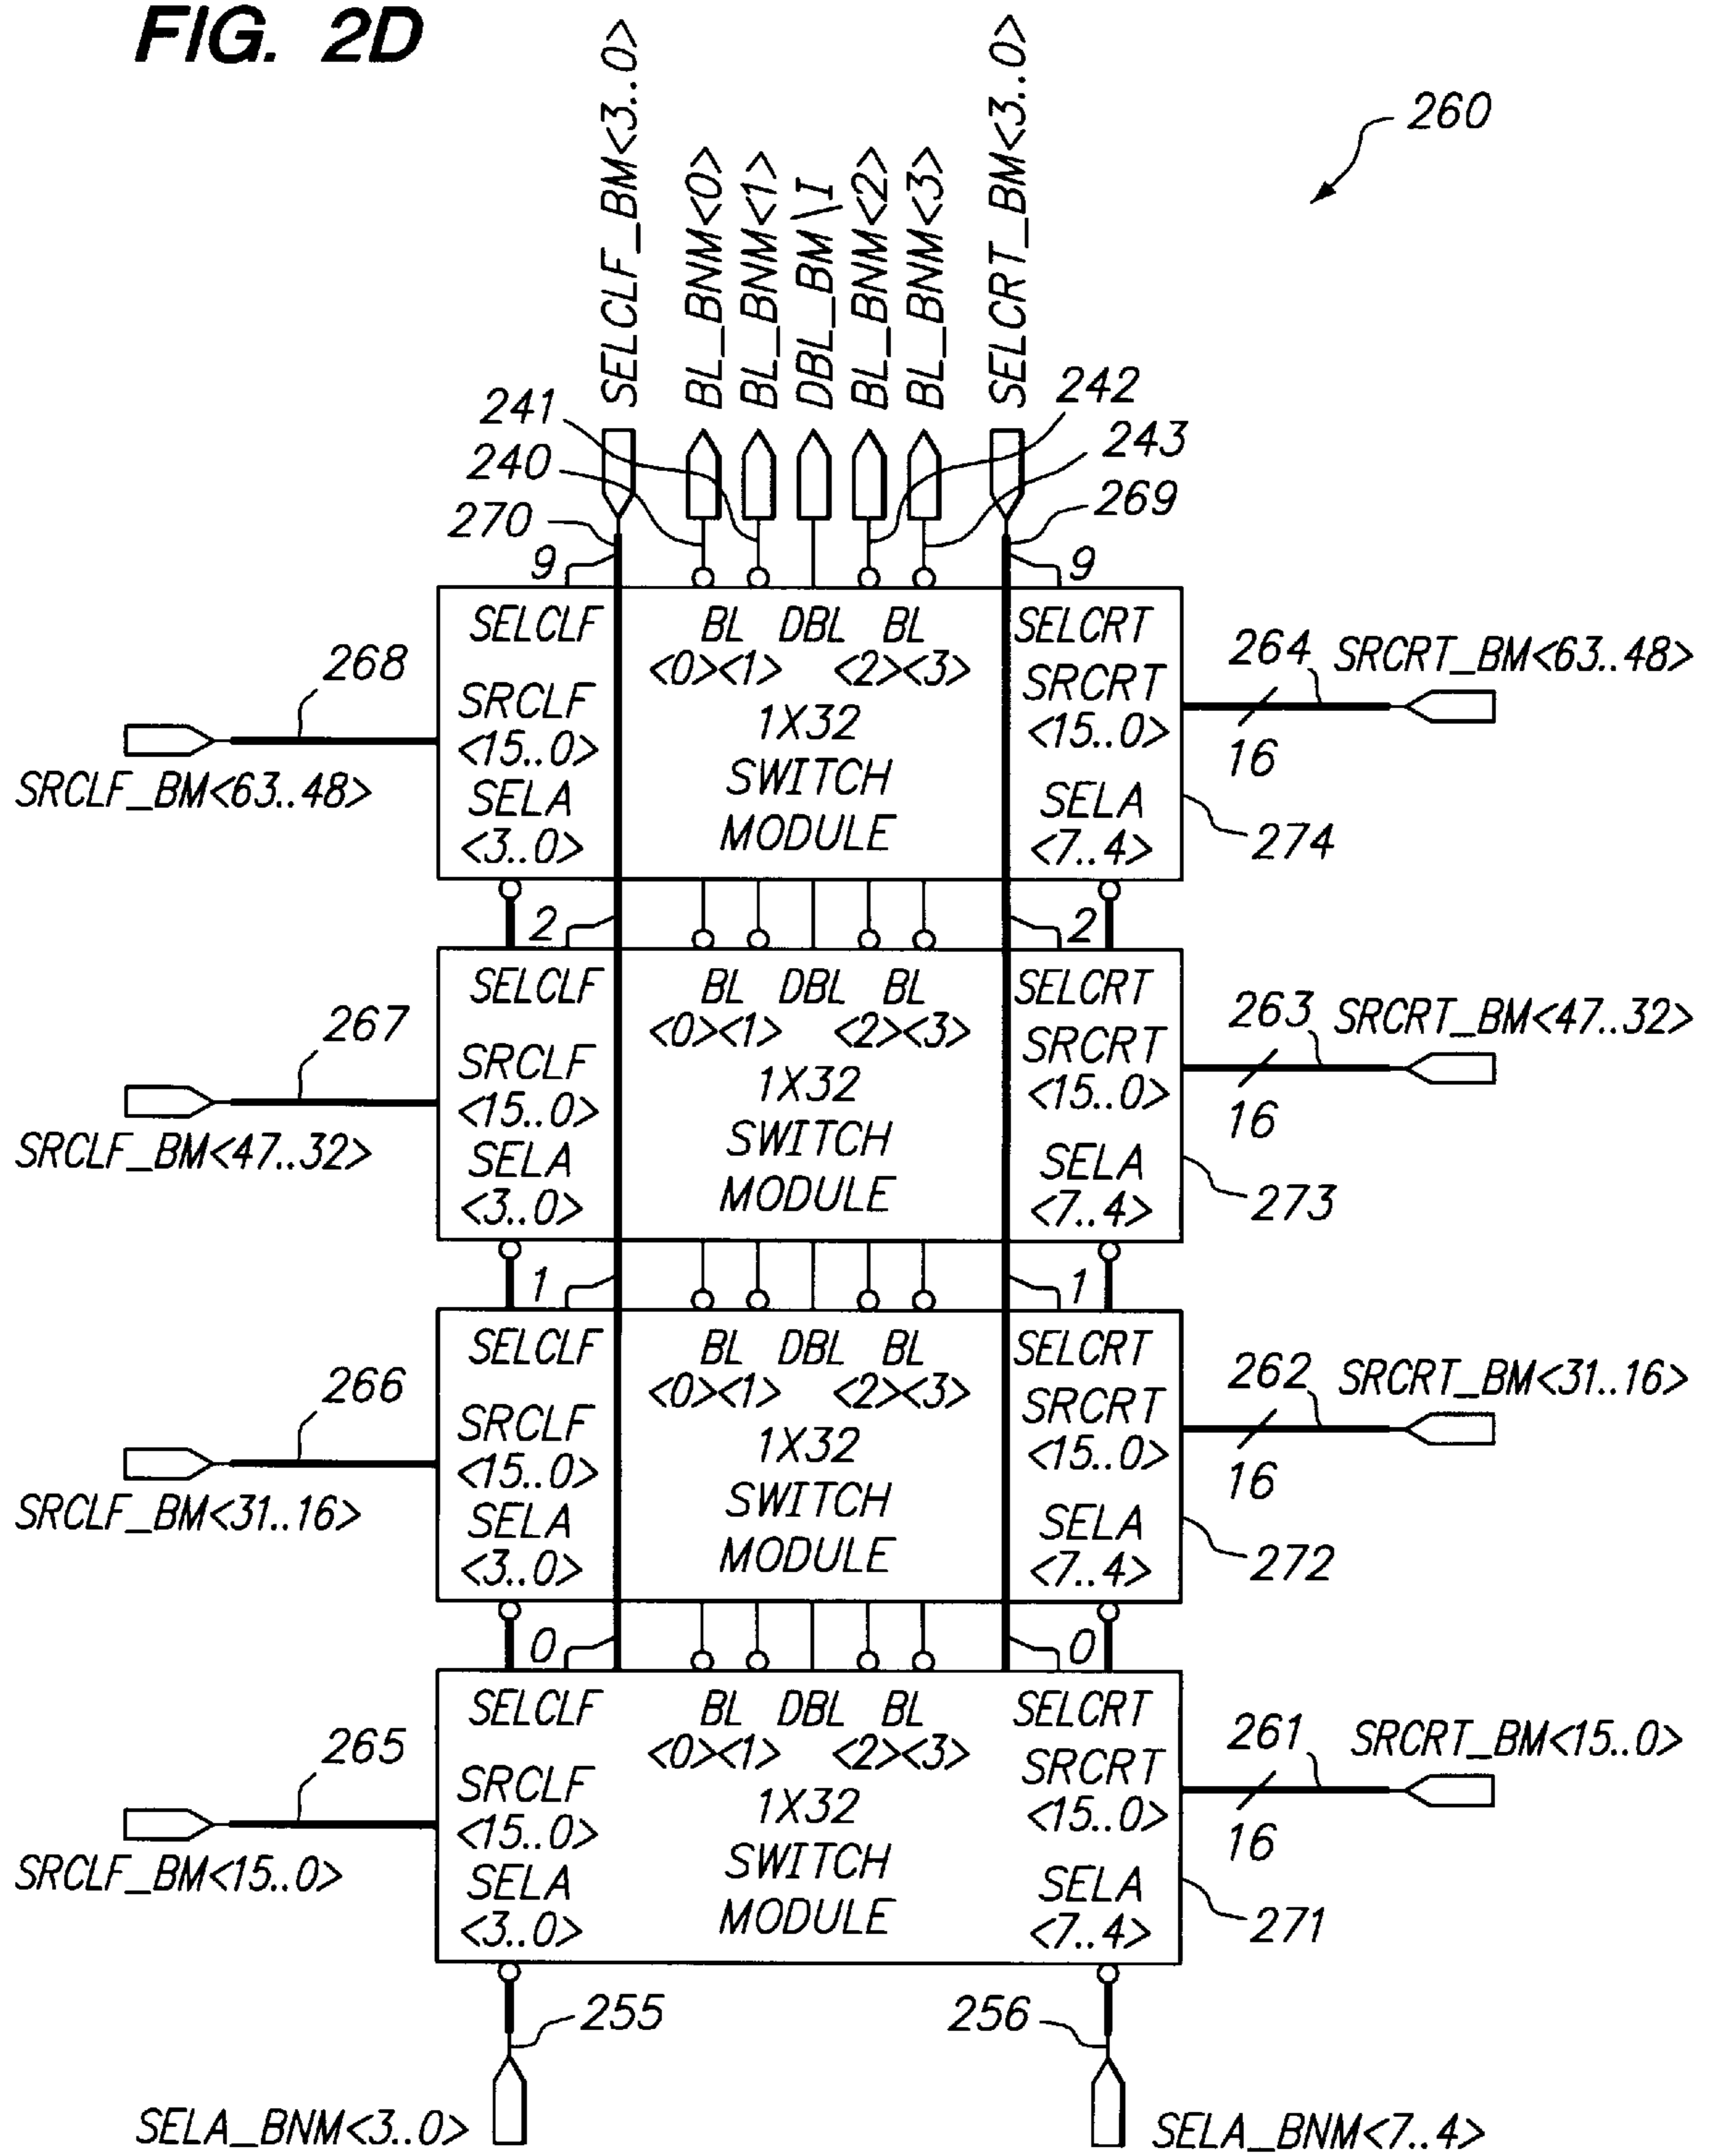 FIG. 2D
SELCLF_BM<3..0>
BL_BNM<0>
BL_BNM<1>
DBL_BM\I
BL_BNM<2>
BL_BNM<3>
SELCRT_BM<3..0>
260
241
240
270
242
243
269
9
9
SELCLF BL DBL BL SELCRT
<0><1> <2><3>
268
SRCLF
<15..0>
SELA
<3..0>
1X32
SWITCH
MODULE
SRCRT
<15..0>
SELA
<7..4>
264
SRCRT_BM<63..48>
16
SRCLF_BM<63..48>
274
2
2
SELCLF BL DBL BL SELCRT
<0><1> <2><3>
267
SRCLF
<15..0>
SELA
<3..0>
1X32
SWITCH
MODULE
SRCRT
<15..0>
SELA
<7..4>
263
SRCRT_BM<47..32>
16
SRCLF_BM<47..32>
273
1
1
SELCLF BL DBL BL SELCRT
<0><1> <2><3>
266
SRCLF
<15..0>
SELA
<3..0>
1X32
SWITCH
MODULE
SRCRT
<15..0>
SELA
<7..4>
262
SRCRT_BM<31..16>
16
SRCLF_BM<31..16>
272
0
0
SELCLF BL DBL BL SELCRT
<0><1> <2><3>
265
SRCLF
<15..0>
SELA
<3..0>
1X32
SWITCH
MODULE
SRCRT
<15..0>
SELA
<7..4>
261
SRCRT_BM<15..0>
16
SRCLF_BM<15..0>
271
255
256
SELA_BNM<3..0>
SELA_BNM<7..4>